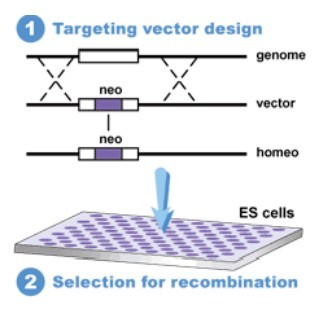 1 Targeting vector design
genome
neo
vector
neo
homeo
ES cells
2 Selection for recombination